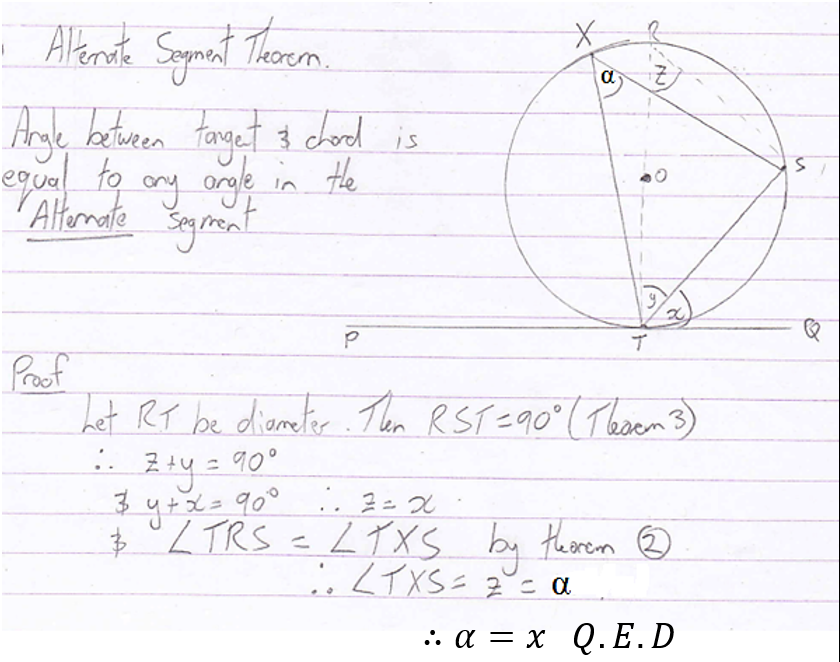 Alternate Segment Theorem.
Angle between tangent & chord is
equal to any angle in the
Alternate segment
X
R
α
z
S
O
y
x
P
T
Q
Proof
Let RT be diameter. Then RST = 90° (Theorem 3)
∴ z + y = 90°
& y + x = 90° ∴ z = x
& ∠TRS = ∠TXS by theorem ②
∴ ∠TXS = z = α
∴ α = x Q.E.D